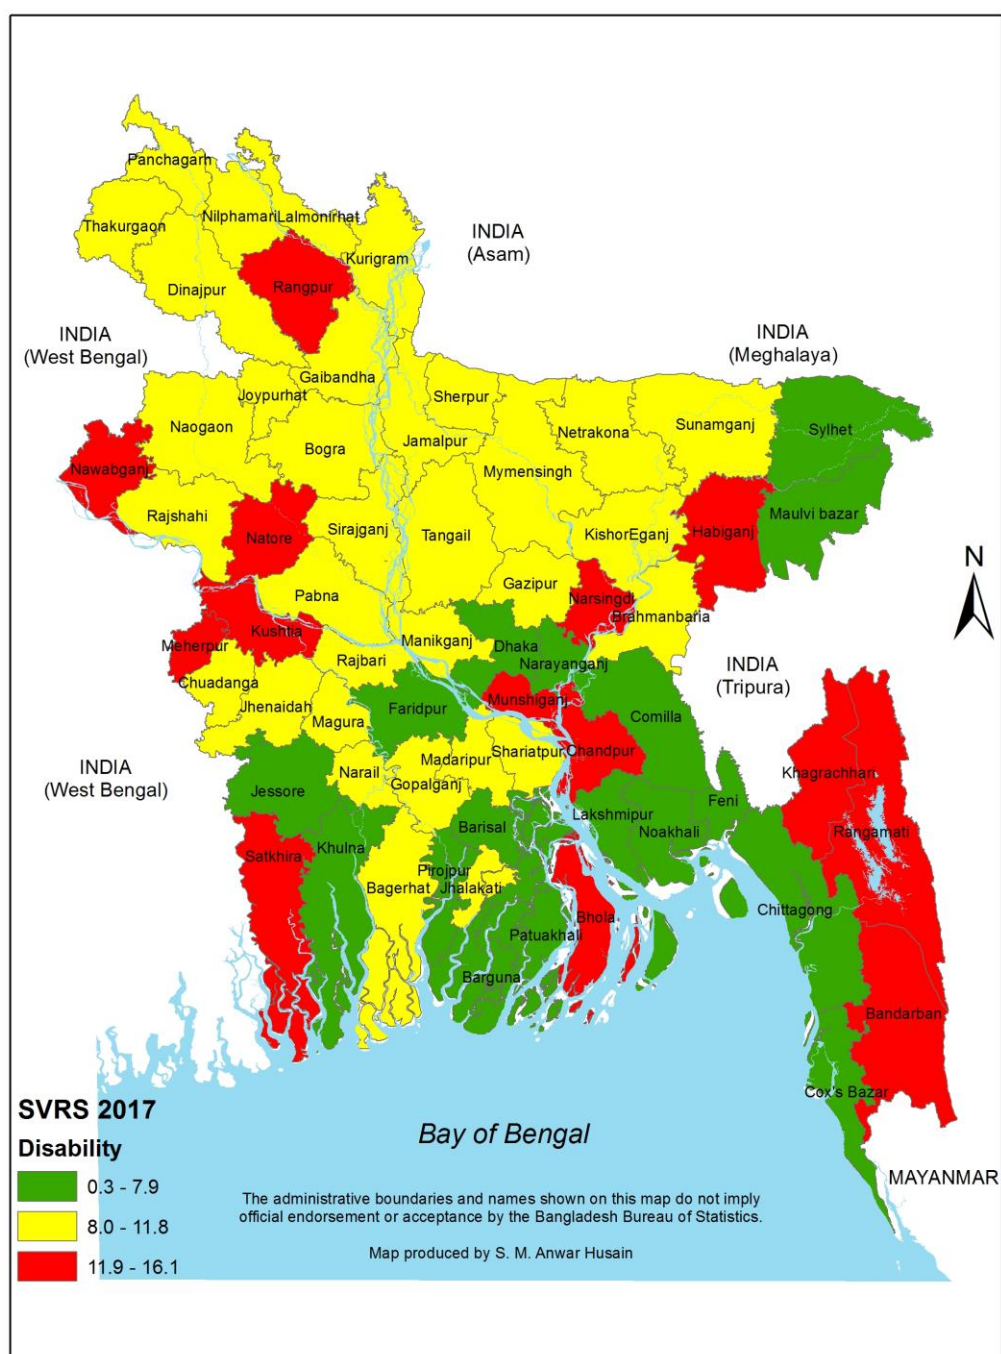 Panchagarh
Thakurgaon
Nilphamari
Lalmonirhat
Kurigram
INDIA
(Asam)
Dinajpur
Rangpur
INDIA
(West Bengal)
INDIA
(Meghalaya)
Gaibandha
Joypurhat
Sherpur
Naogaon
Bogra
Jamalpur
Netrakona
Sunamganj
Sylhet
Nawabganj
Mymensingh
Rajshahi
Natore
Sirajganj
Tangail
KishorEganj
Habiganj
Maulvi bazar
N
Gazipur
Pabna
Narsingdi
Brahmanbaria
Kushtia
Meherpur
Manikganj
Dhaka
Rajbari
Narayanganj
INDIA
(Tripura)
Chuadanga
Jhenaidah
Magura
Faridpur
Munshiganj
Comilla
INDIA
(West Bengal)
Narail
Madaripur
Shariatpur
Chandpur
Khagrachhari
Gopalganj
Jessore
Lakshmipur
Feni
Barisal
Noakhali
Rangamati
Khulna
Satkhira
Pirojpur
Bagerhat
Jhalakati
Bhola
Chittagong
Patuakhali
Barguna
Bandarban
Cox's Bazar
SVRS 2017
Disability
0.3 - 7.9
8.0 - 11.8
11.9 - 16.1
Bay of Bengal
MAYANMAR
The administrative boundaries and names shown on this map do not imply
official endorsement or acceptance by the Bangladesh Bureau of Statistics.
Map produced by S. M. Anwar Husain